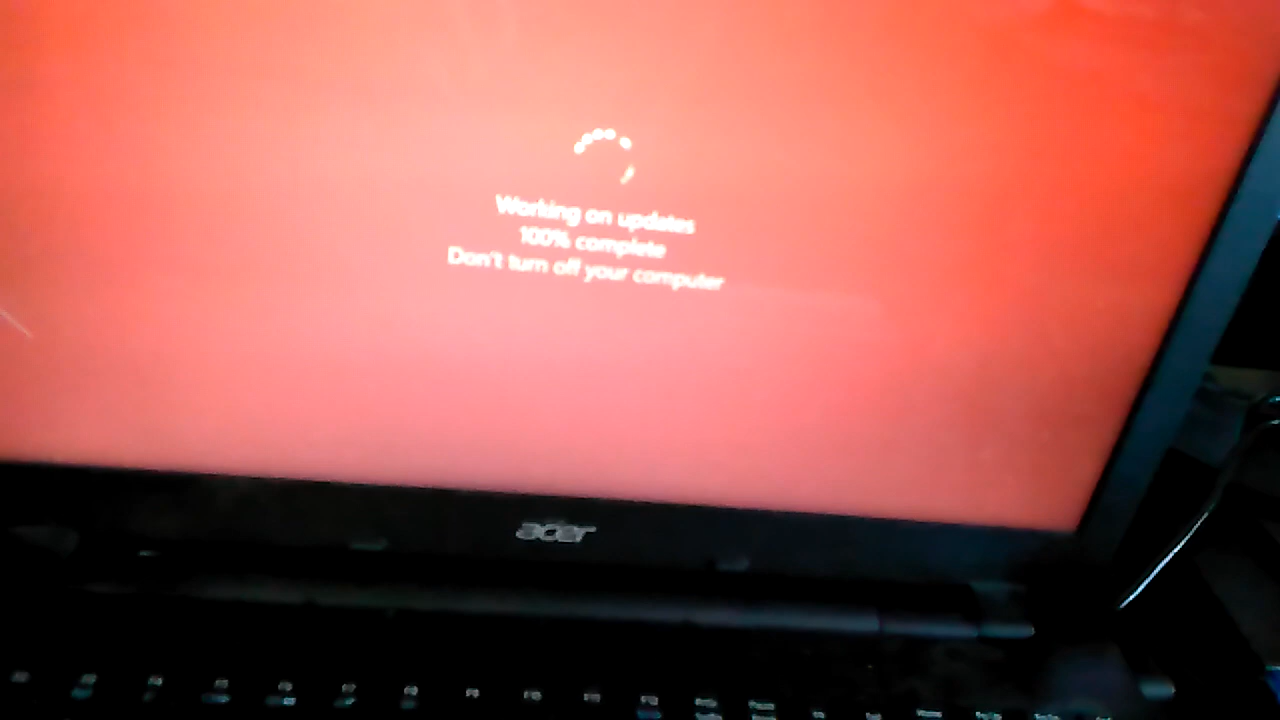 Working on updates
100% complete
Don't turn off your computer
acer